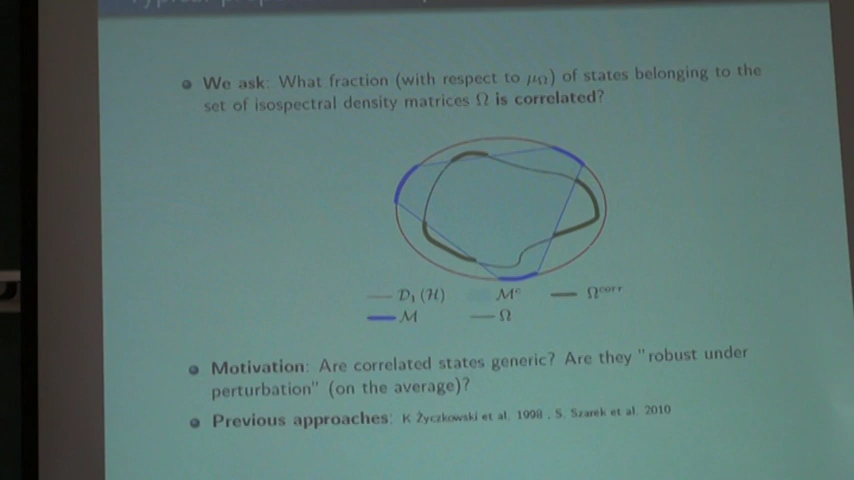 We ask: What fraction (with respect to μ_Ω) of states belonging to the
set of isospectral density matrices Ω is correlated?
D₁(H) Mᶜ Ω^corr
M Ω
Motivation: Are correlated states generic? Are they "robust under
perturbation" (on the average)?
Previous approaches: K Życzkowski et al. 1998 , S. Szarek et al. 2010